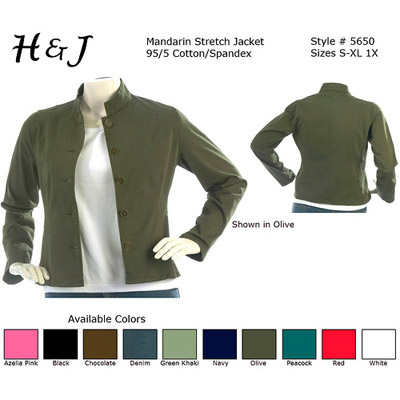 H & J
Mandarin Stretch Jacket
95/5 Cotton/Spandex
Style # 5650
Sizes S-XL 1X
Shown in Olive
Available Colors
Azelia Pink Black Chocolate Denim Green Khaki Navy Olive Peacock Red White